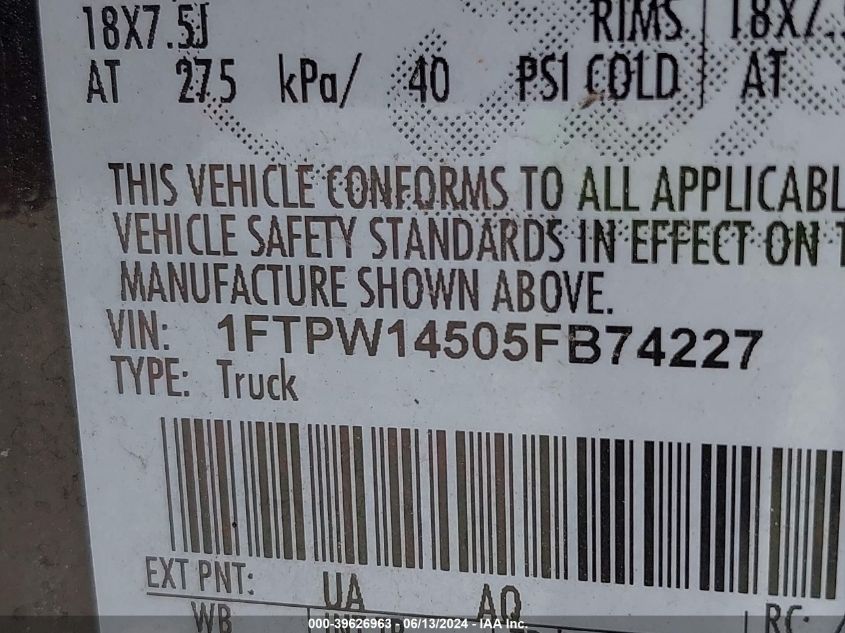 18X7.5J RIMS 18X7.5
AT 275 kPa/ 40 PSI COLD AT
THIS VEHICLE CONFORMS TO ALL APPLICABL
VEHICLE SAFETY STANDARDS IN EFFECT ON T
MANUFACTURE SHOWN ABOVE.
VIN: 1FTPW14505FB74227
TYPE: Truck
EXT PNT: UA AQ
WB RC:
000-39626963 - 06/13/2024 - IAA Inc.